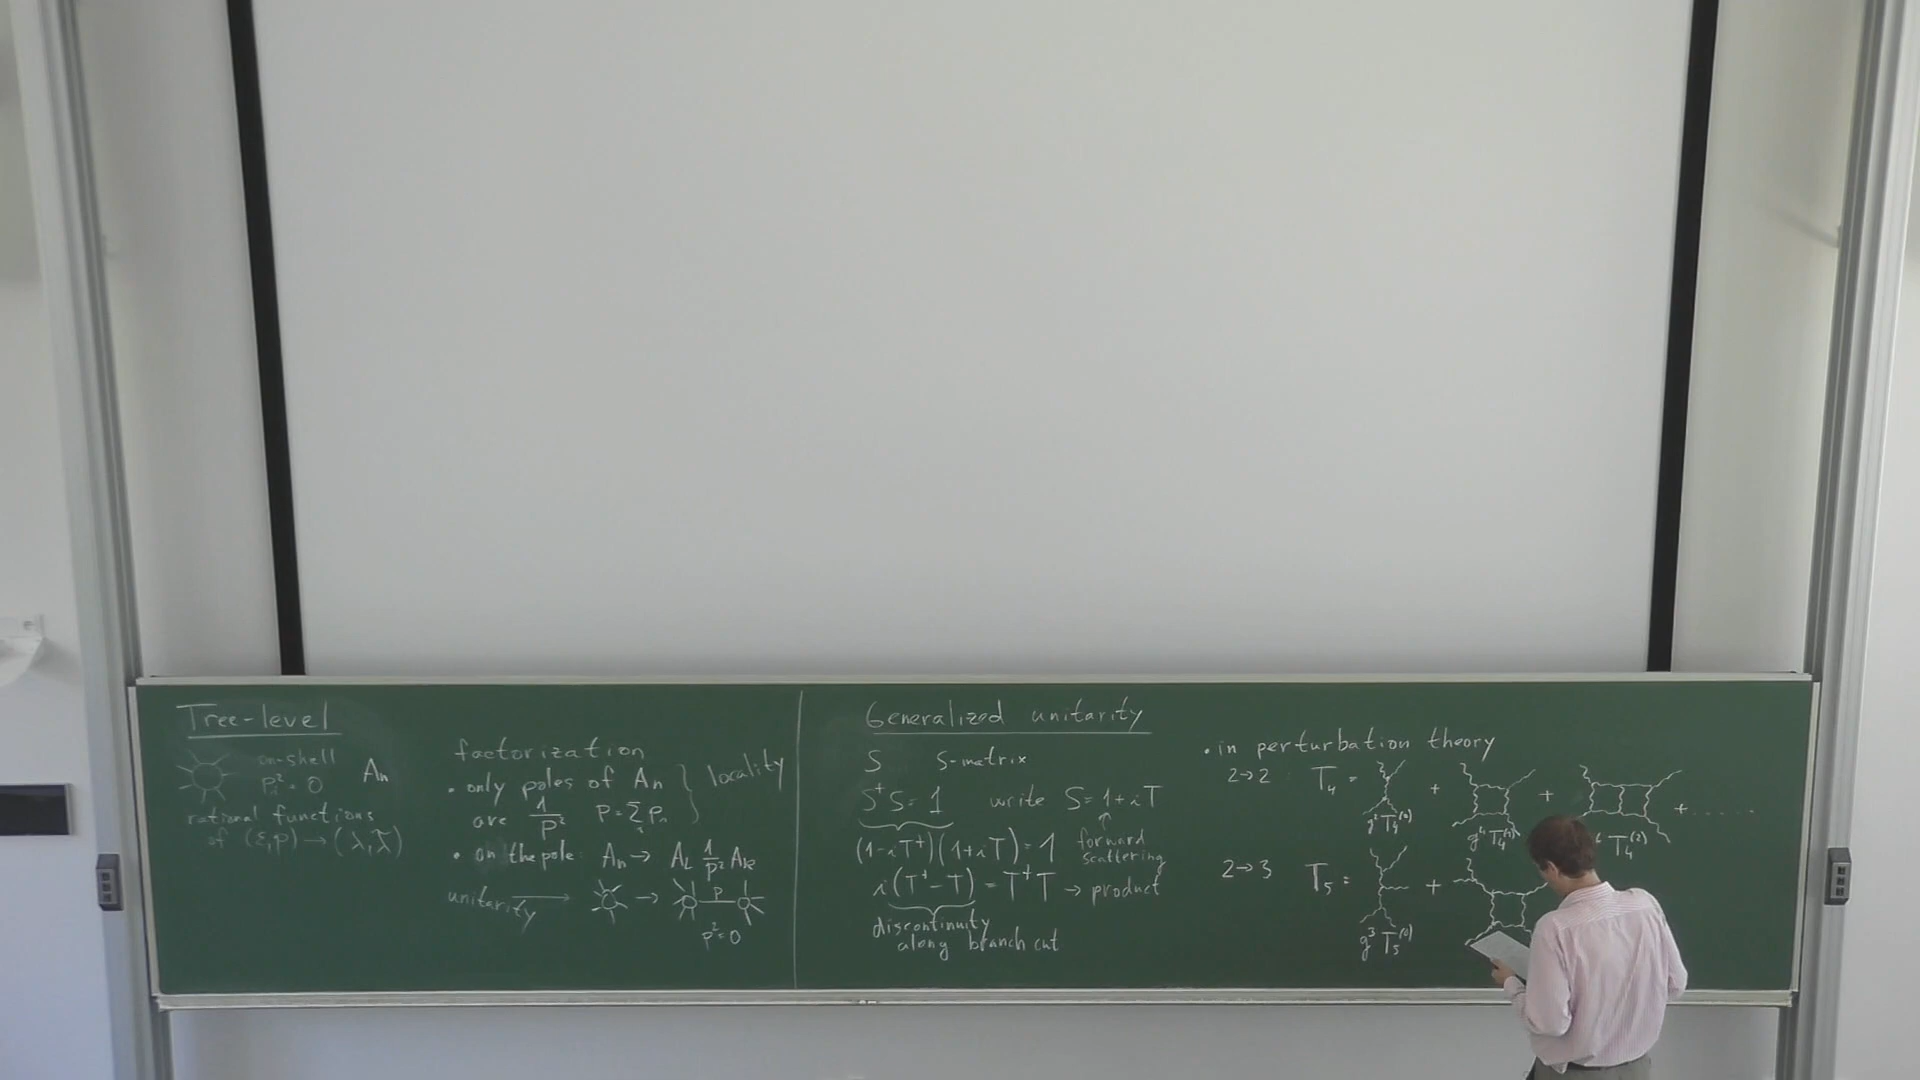 Tree-level
on-shell
P_i^2 = 0
A_n
rational functions
of (ε,p) → (λ,λ̃)
factorization
• only poles of A_n
are 1/P^2 P = Σ_i p_i
} locality
• on the pole: A_n → A_L 1/P^2 A_R
unitarity →
→
P
P^2 = 0
Generalized unitarity
S S-matrix
S^† S = 1 write S = 1 + iT
(1 - iT^†)(1 + iT) = 1
↑ forward
scattering
i(T^† - T) = T^† T → product
discontinuity
along branch cut
• in perturbation theory
2→2 : T_4 = + + + ......
g^2 T_4^(0) g^4 T_4^(1) T_4^(2)
2→3 T_5 = +
g^3 T_5^(0)